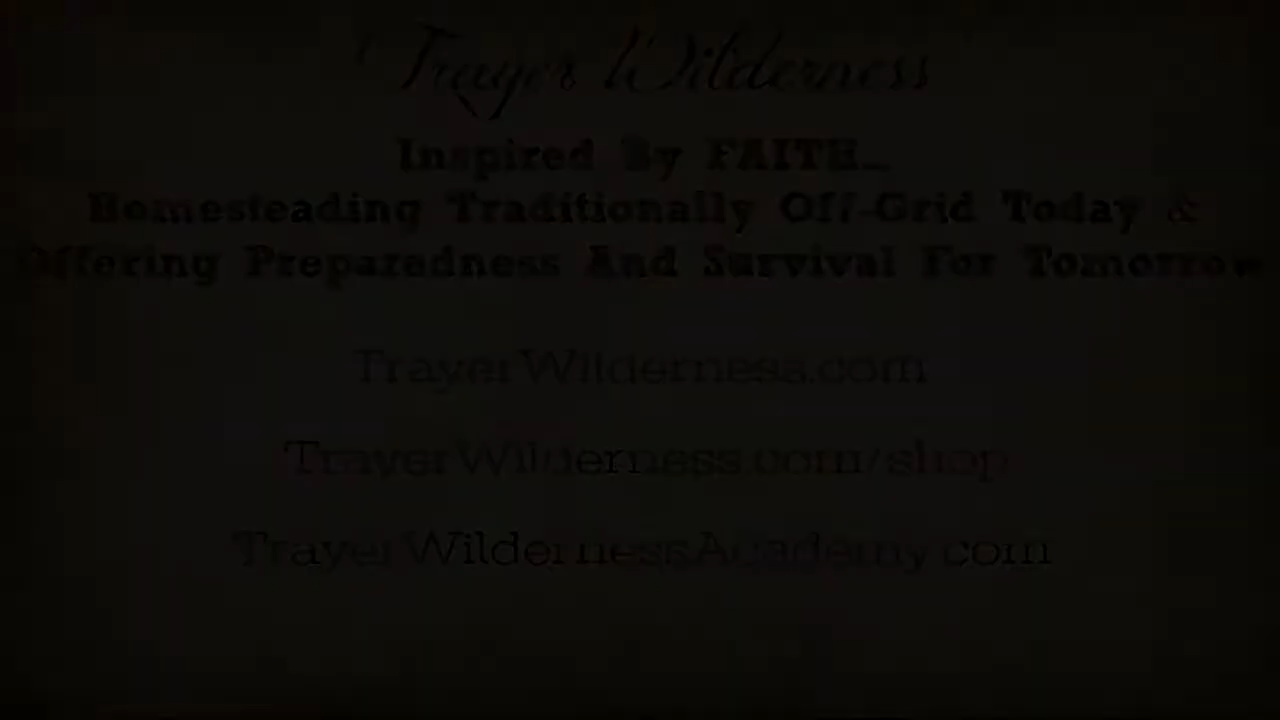 Trayer Wilderness
Inspired By FAITH...
Homesteading Traditionally Off-Grid Today &
Offering Preparedness And Survival For Tomorrow
TrayerWilderness.com
TrayerWilderness.com/shop
TrayerWildernessAcademy.com